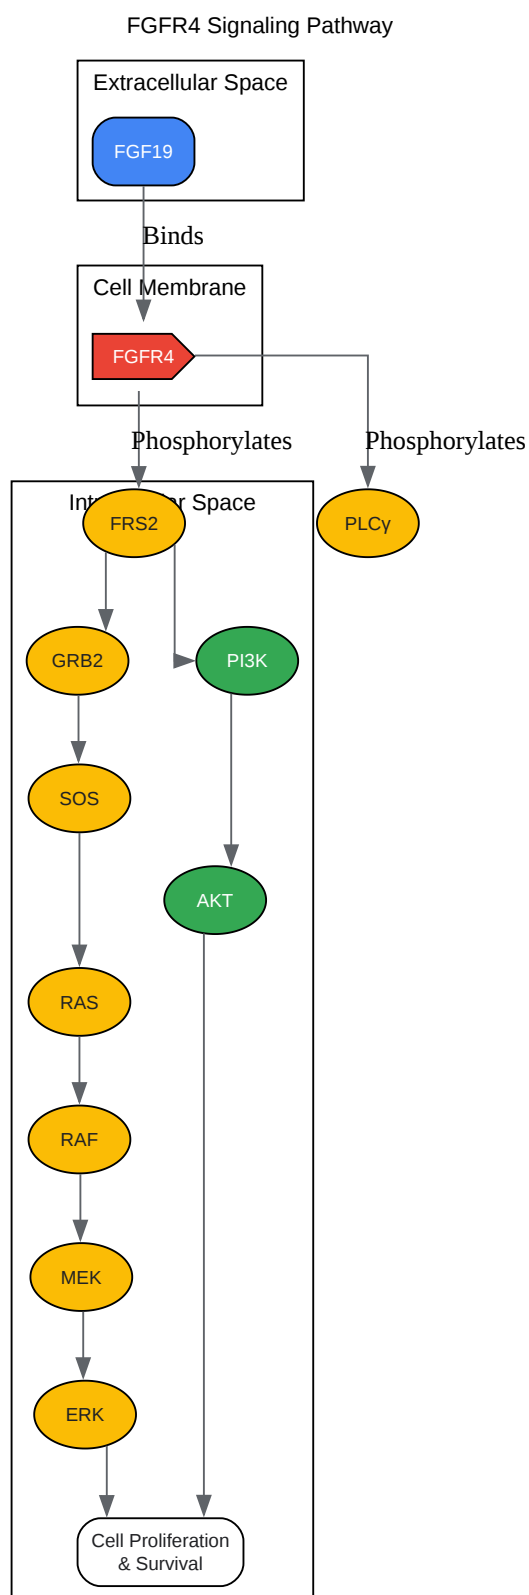 FGFR4 Signaling Pathway
Extracellular Space
FGF19
Binds
Cell Membrane
FGFR4
Phosphorylates
Phosphorylates
Space
FRS2
PLCγ
GRB2
PI3K
SOS
AKT
RAS
RAF
MEK
ERK
Cell Proliferation
& Survival